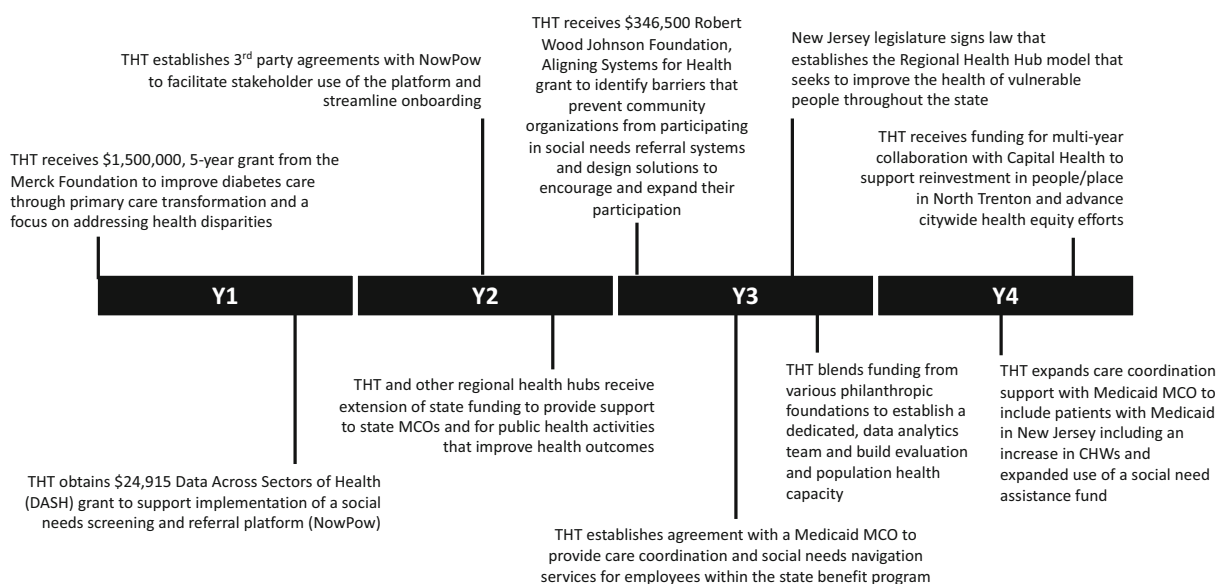 THT receives $1,500,000, 5-year grant from the
Merck Foundation to improve diabetes care
through primary care transformation and a
focus on addressing health disparities
THT establishes 3rd party agreements with NowPow
to facilitate stakeholder use of the platform and
streamline onboarding
THT receives $346,500 Robert
Wood Johnson Foundation,
Aligning Systems for Health
grant to identify barriers that
prevent community
organizations from participating
in social needs referral systems
and design solutions to
encourage and expand their
participation
New Jersey legislature signs law that
establishes the Regional Health Hub model that
seeks to improve the health of vulnerable
people throughout the state
THT receives funding for multi-year
collaboration with Capital Health to
support reinvestment in people/place
in North Trenton and advance
citywide health equity efforts
Y1
Y2
Y3
Y4
THT obtains $24,915 Data Across Sectors of Health
(DASH) grant to support implementation of a social
needs screening and referral platform (NowPow)
THT and other regional health hubs receive
extension of state funding to provide support
to state MCOs and for public health activities
that improve health outcomes
THT establishes agreement with a Medicaid MCO to
provide care coordination and social needs navigation
services for employees within the state benefit program
THT blends funding from
various philanthropic
foundations to establish a
dedicated, data analytics
team and build evaluation
and population health
capacity
THT expands care coordination
support with Medicaid MCO to
include patients with Medicaid
in New Jersey including an
increase in CHWs and
expanded use of a social need
assistance fund